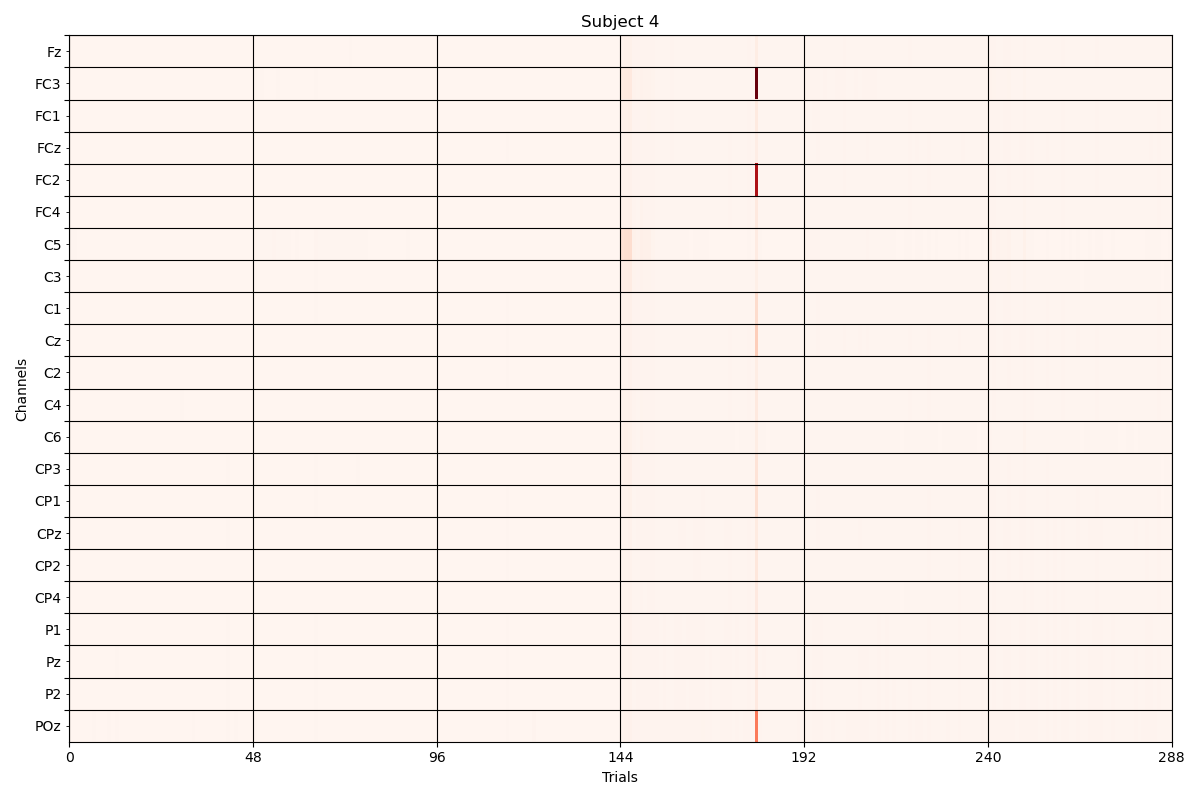 Subject 4
Fz
FC3
FC1
FCz
FC2
FC4
C5
C3
C1
Cz
C2
C4
C6
CP3
CP1
CPz
CP2
CP4
P1
Pz
P2
POz
Channels
0 48 96 144 192 240 288
Trials